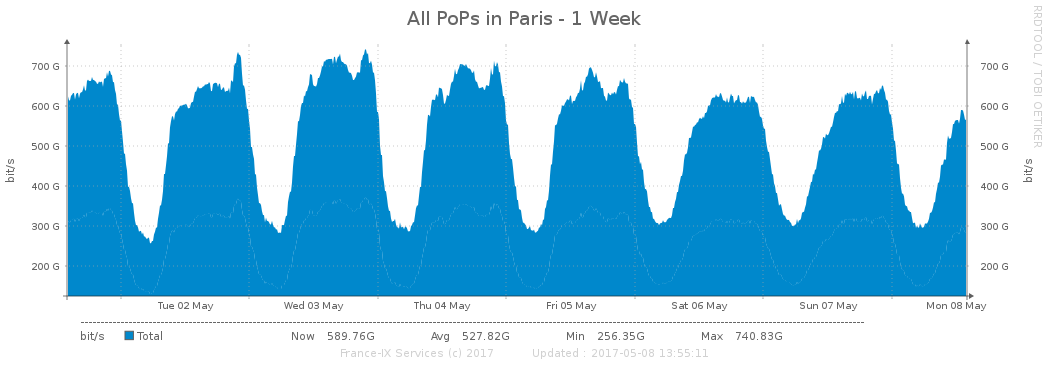 All PoPs in Paris - 1 Week
RRDTOOL / TOBI OETIKER
700 G 700 G
600 G 600 G
500 G 500 G
400 G 400 G
300 G 300 G
200 G 200 G
bit/s
bit/s
Tue 02 May Wed 03 May Thu 04 May Fri 05 May Sat 06 May Sun 07 May Mon 08 May
bit/s Total Now 589.76G Avg 527.82G Min 256.35G Max 740.83G
France-IX Services (c) 2017 Updated : 2017-05-08 13:55:11